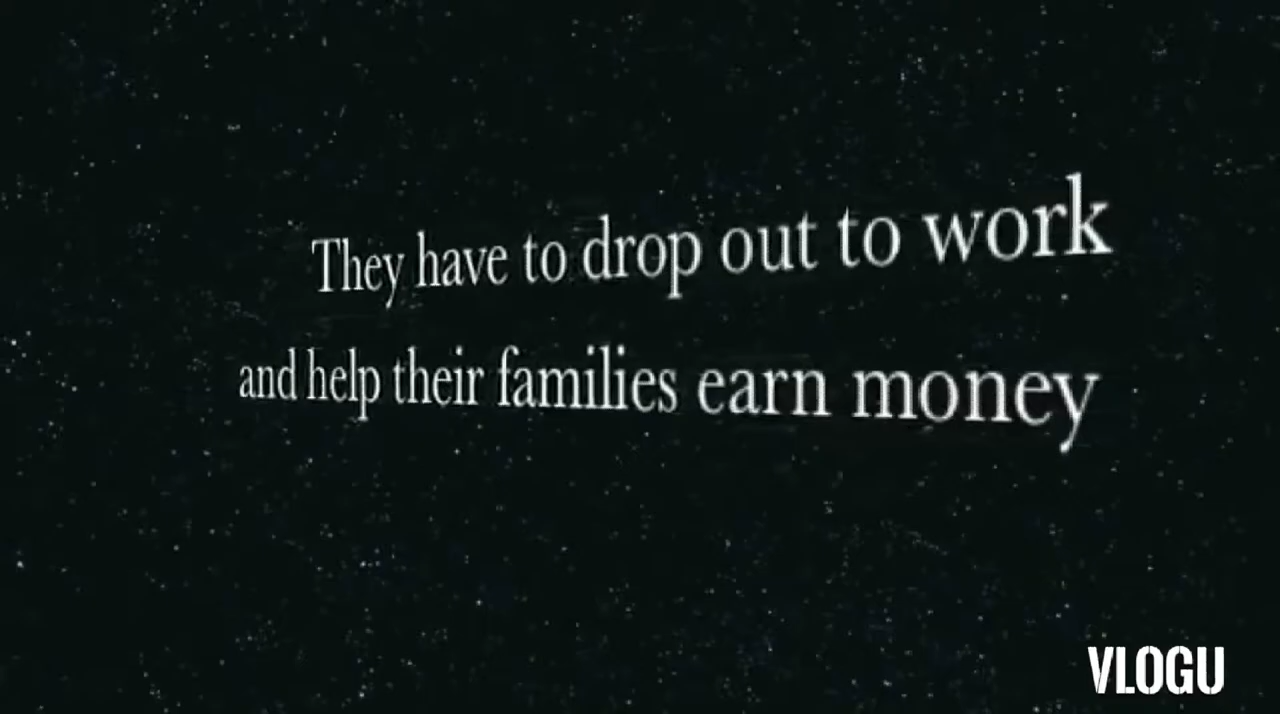 They have to drop out to work
and help their families earn money
VLOGU